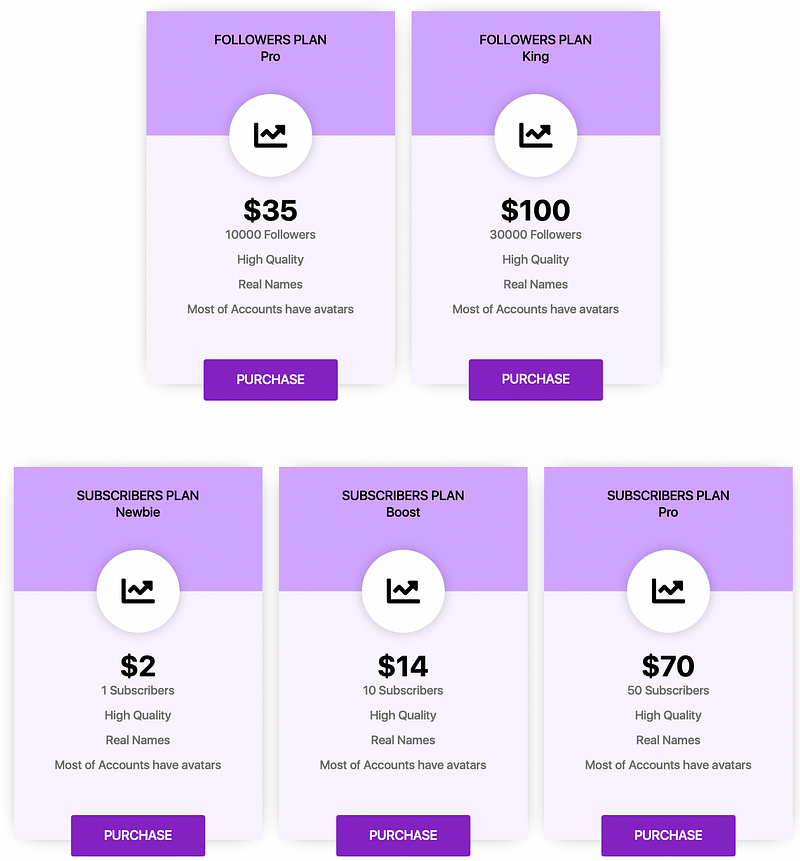 FOLLOWERS PLAN
Pro
$35
10000 Followers
High Quality
Real Names
Most of Accounts have avatars
PURCHASE
FOLLOWERS PLAN
King
$100
30000 Followers
High Quality
Real Names
Most of Accounts have avatars
PURCHASE
SUBSCRIBERS PLAN
Newbie
$2
1 Subscribers
High Quality
Real Names
Most of Accounts have avatars
PURCHASE
SUBSCRIBERS PLAN
Boost
$14
10 Subscribers
High Quality
Real Names
Most of Accounts have avatars
PURCHASE
SUBSCRIBERS PLAN
Pro
$70
50 Subscribers
High Quality
Real Names
Most of Accounts have avatars
PURCHASE